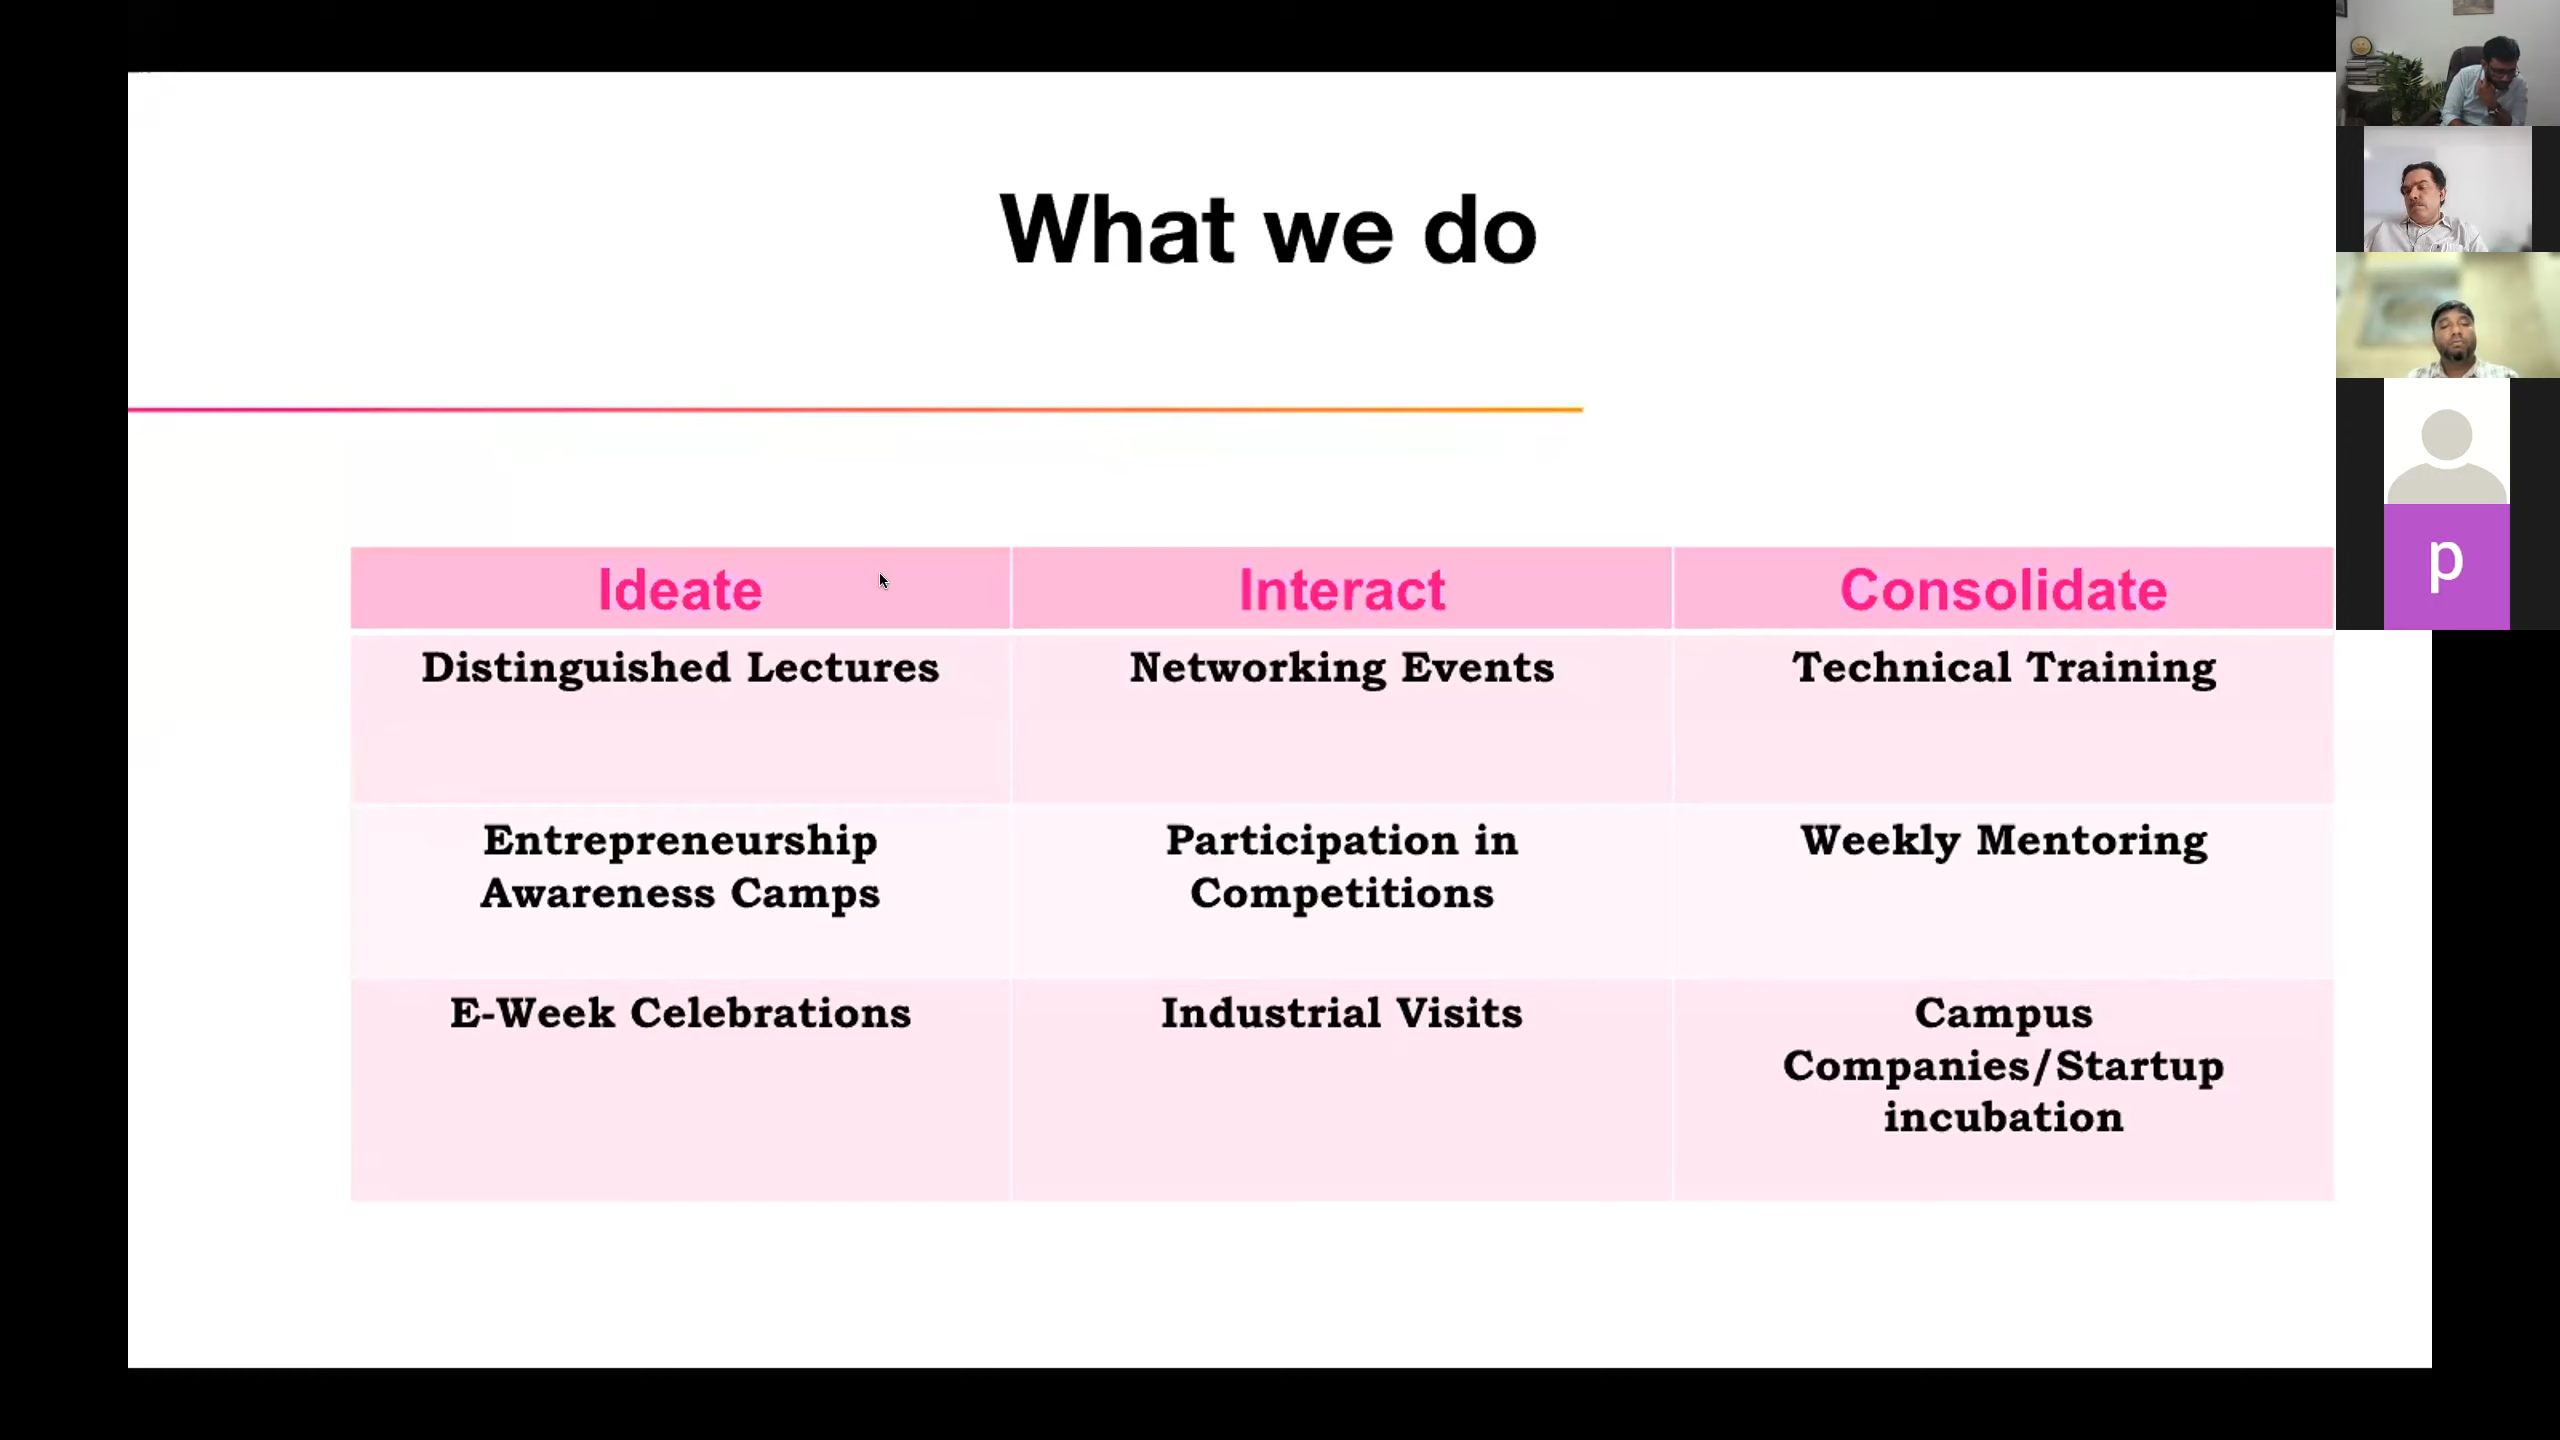 What we do
Ideate
Interact
Consolidate
Distinguished Lectures
Networking Events
Technical Training
Entrepreneurship
Awareness Camps
Participation in
Competitions
Weekly Mentoring
E-Week Celebrations
Industrial Visits
Campus
Companies/Startup
incubation
p